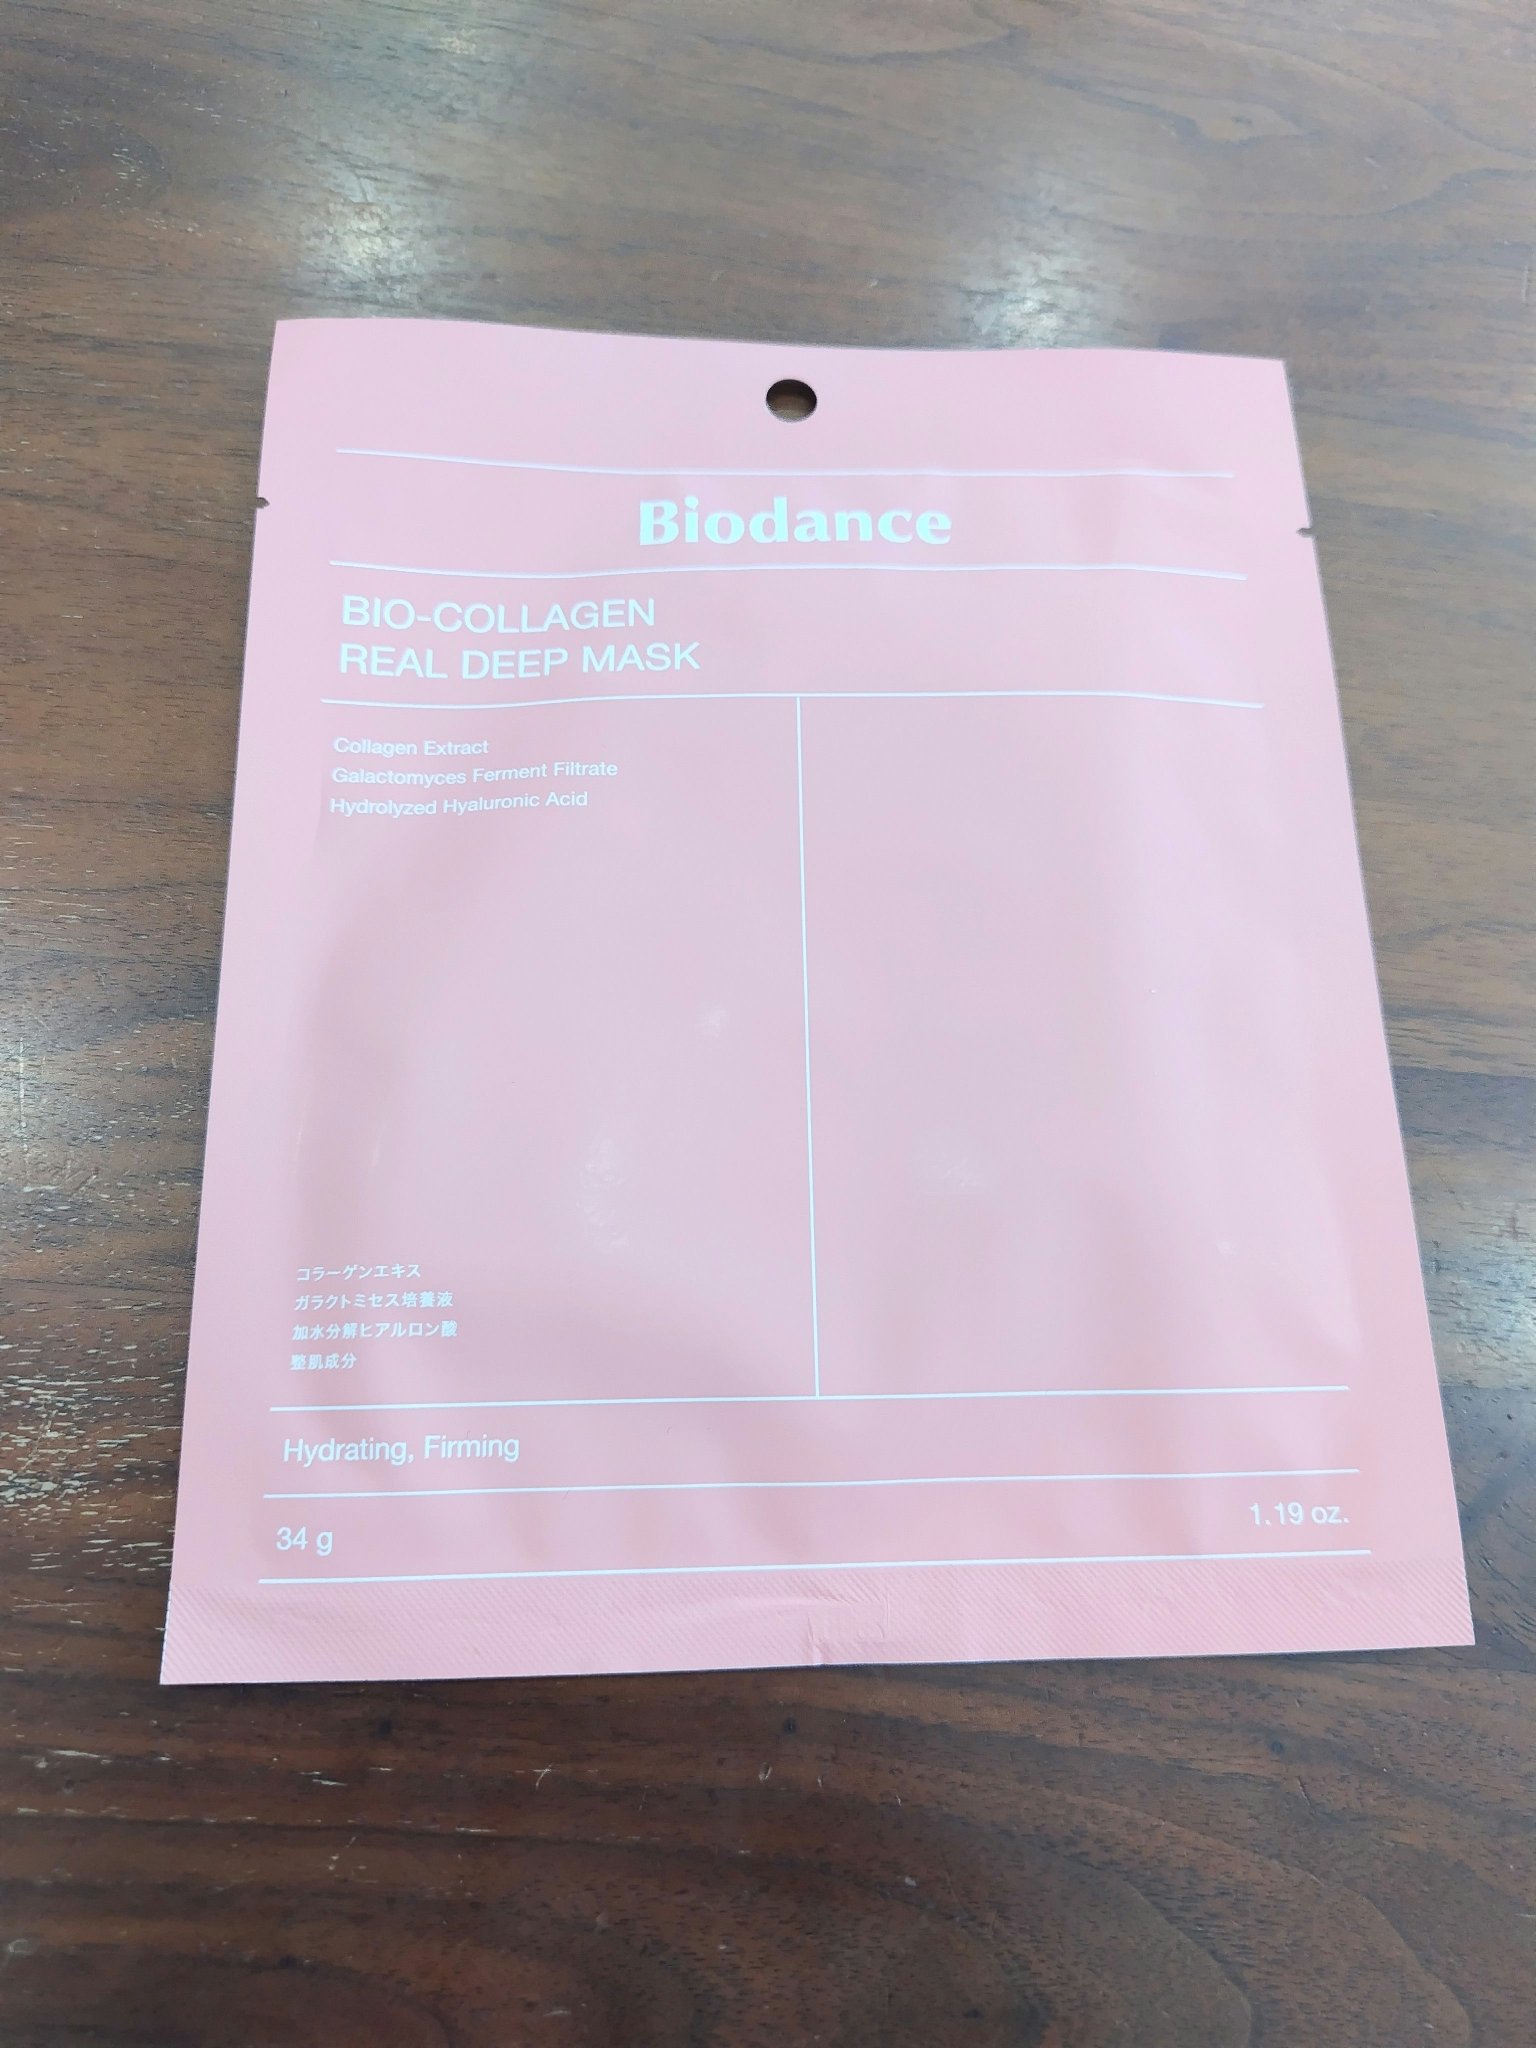 Biodance
BIO-COLLAGEN
REAL DEEP MASK
Collagen Extract
Galactomyces Ferment Filtrate
Hydrolyzed Hyaluronic Acid
コラーゲンエキス
ガラクトミセス培養液
加水分解ヒアルロン酸
整肌成分
Hydrating, Firming
34 g
1.19 oz.